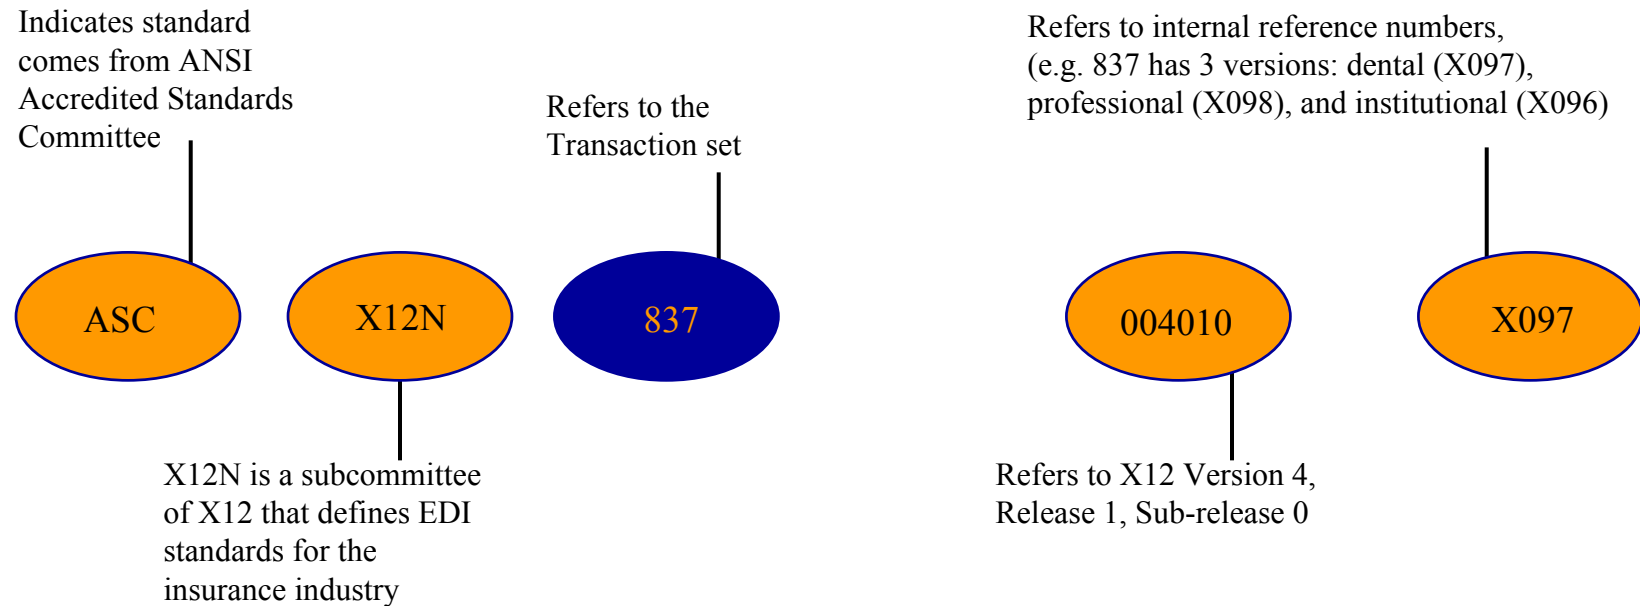 Indicates standard
comes from ANSI
Accredited Standards
Committee
Refers to the
Transaction set
Refers to internal reference numbers,
(e.g. 837 has 3 versions: dental (X097),
professional (X098), and institutional (X096)
ASC
X12N
837
004010
X097
X12N is a subcommittee
of X12 that defines EDI
standards for the
insurance industry
Refers to X12 Version 4,
Release 1, Sub-release 0